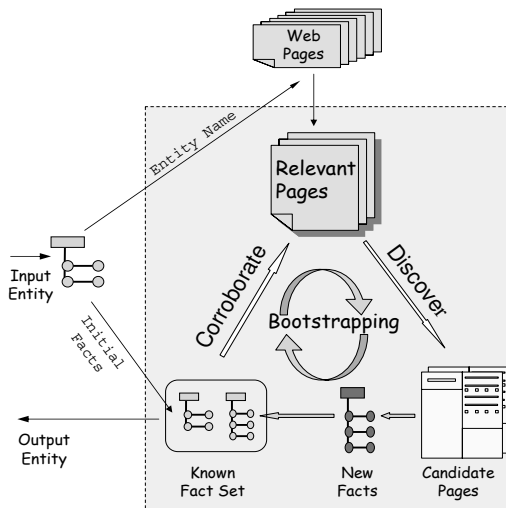 Web
Pages
Entity Name
Relevant
Pages
Input
Entity
Initial
Facts
Corroborate
Discover
Bootstrapping
Output
Entity
Known
Fact Set
New
Facts
Candidate
Pages